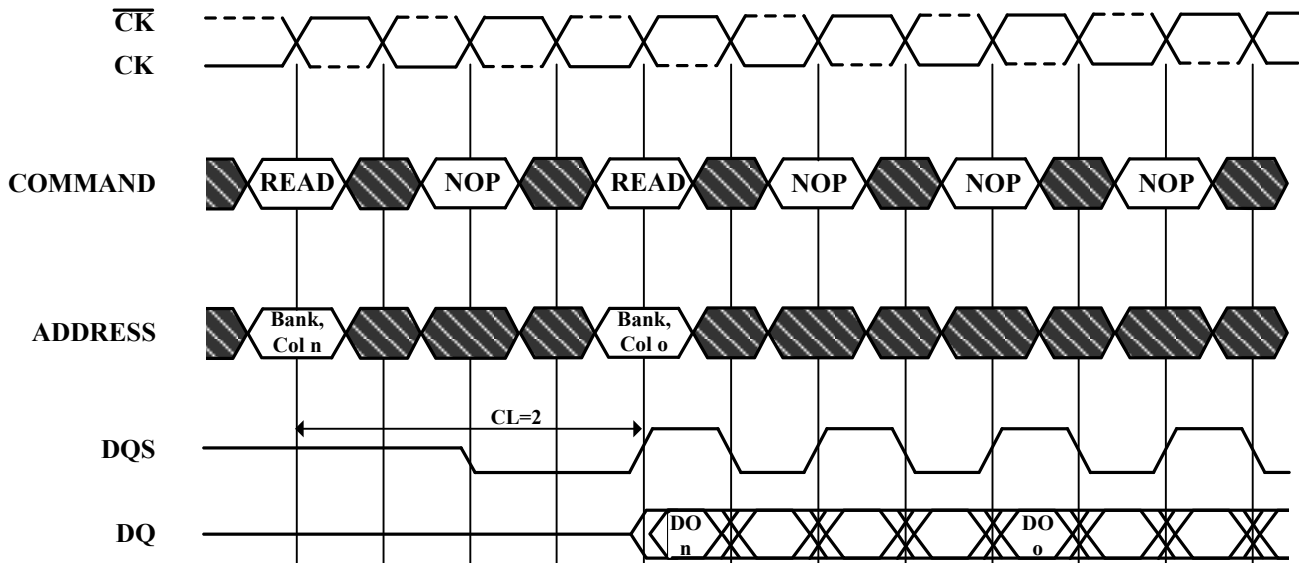 C̅K̅
CK
COMMAND
READ
NOP
READ
NOP
NOP
NOP
ADDRESS
Bank,
Col n
Bank,
Col o
CL=2
DQS
DQ
DO
n
DO
o